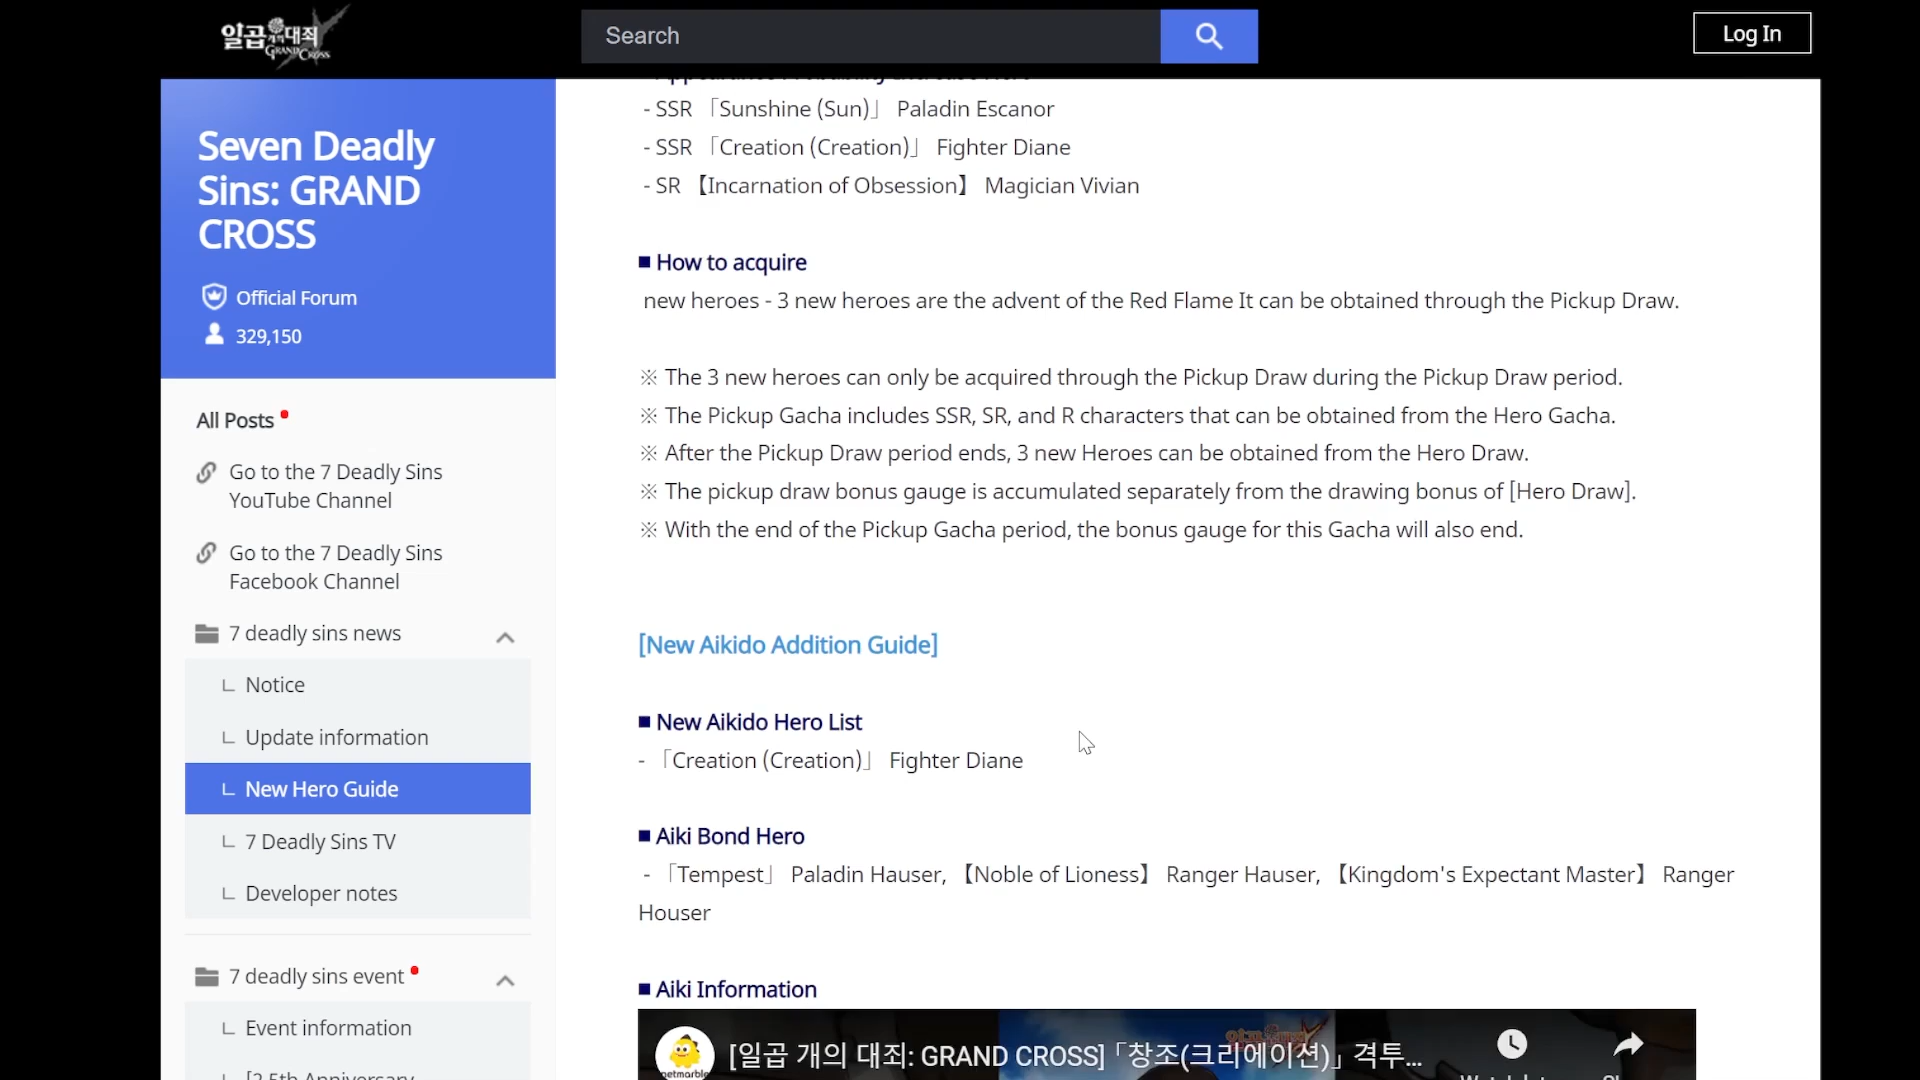 일곱개의대죄
GRAND CROSS
Search
Log In
Seven Deadly
Sins: GRAND
CROSS
Official Forum
329,150
All Posts
Go to the 7 Deadly Sins
YouTube Channel
Go to the 7 Deadly Sins
Facebook Channel
7 deadly sins news
Notice
Update information
New Hero Guide
7 Deadly Sins TV
Developer notes
7 deadly sins event
Event information
- SSR 「Sunshine (Sun)」 Paladin Escanor
- SSR 「Creation (Creation)」 Fighter Diane
- SR 【Incarnation of Obsession】 Magician Vivian
■ How to acquire
new heroes - 3 new heroes are the advent of the Red Flame It can be obtained through the Pickup Draw.
※ The 3 new heroes can only be acquired through the Pickup Draw during the Pickup Draw period.
※ The Pickup Gacha includes SSR, SR, and R characters that can be obtained from the Hero Gacha.
※ After the Pickup Draw period ends, 3 new Heroes can be obtained from the Hero Draw.
※ The pickup draw bonus gauge is accumulated separately from the drawing bonus of [Hero Draw].
※ With the end of the Pickup Gacha period, the bonus gauge for this Gacha will also end.
[New Aikido Addition Guide]
■ New Aikido Hero List
- 「Creation (Creation)」 Fighter Diane
■ Aiki Bond Hero
- 「Tempest」 Paladin Hauser, 【Noble of Lioness】 Ranger Hauser, 【Kingdom's Expectant Master】 Ranger
Houser
■ Aiki Information
netmarble
[일곱 개의 대죄: GRAND CROSS] 「창조(크리에이션)」 격투...